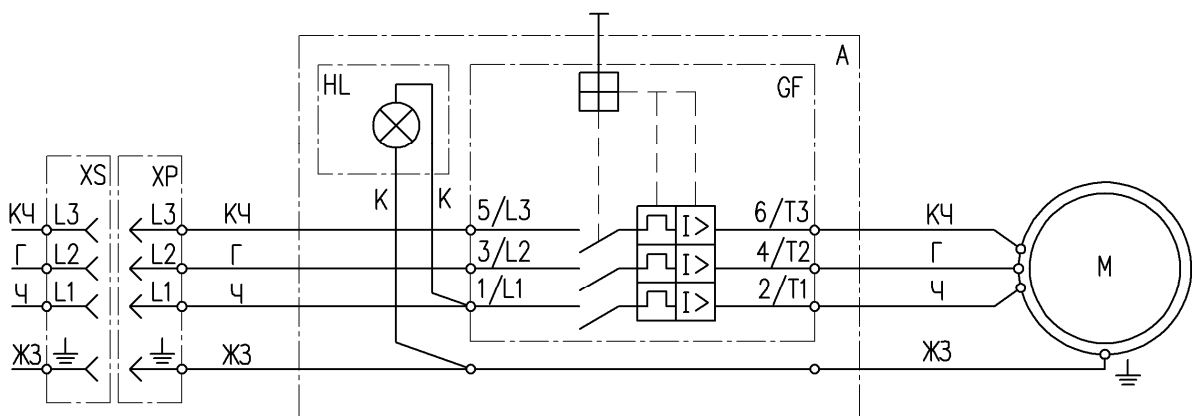 A
HL
GF
XS
XP
К
К
КЧ
L3
L3
КЧ
5/L3
I>
6/T3
КЧ
Г
L2
L2
Г
3/L2
I>
4/T2
Г
М
Ч
L1
L1
Ч
1/L1
I>
2/T1
Ч
ЖЗ
ЖЗ
ЖЗ